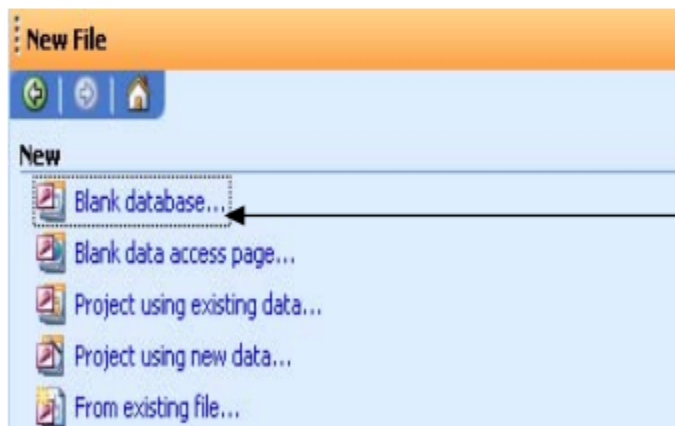 New File
New
Blank database...
Blank data access page...
Project using existing data...
Project using new data...
From existing file...